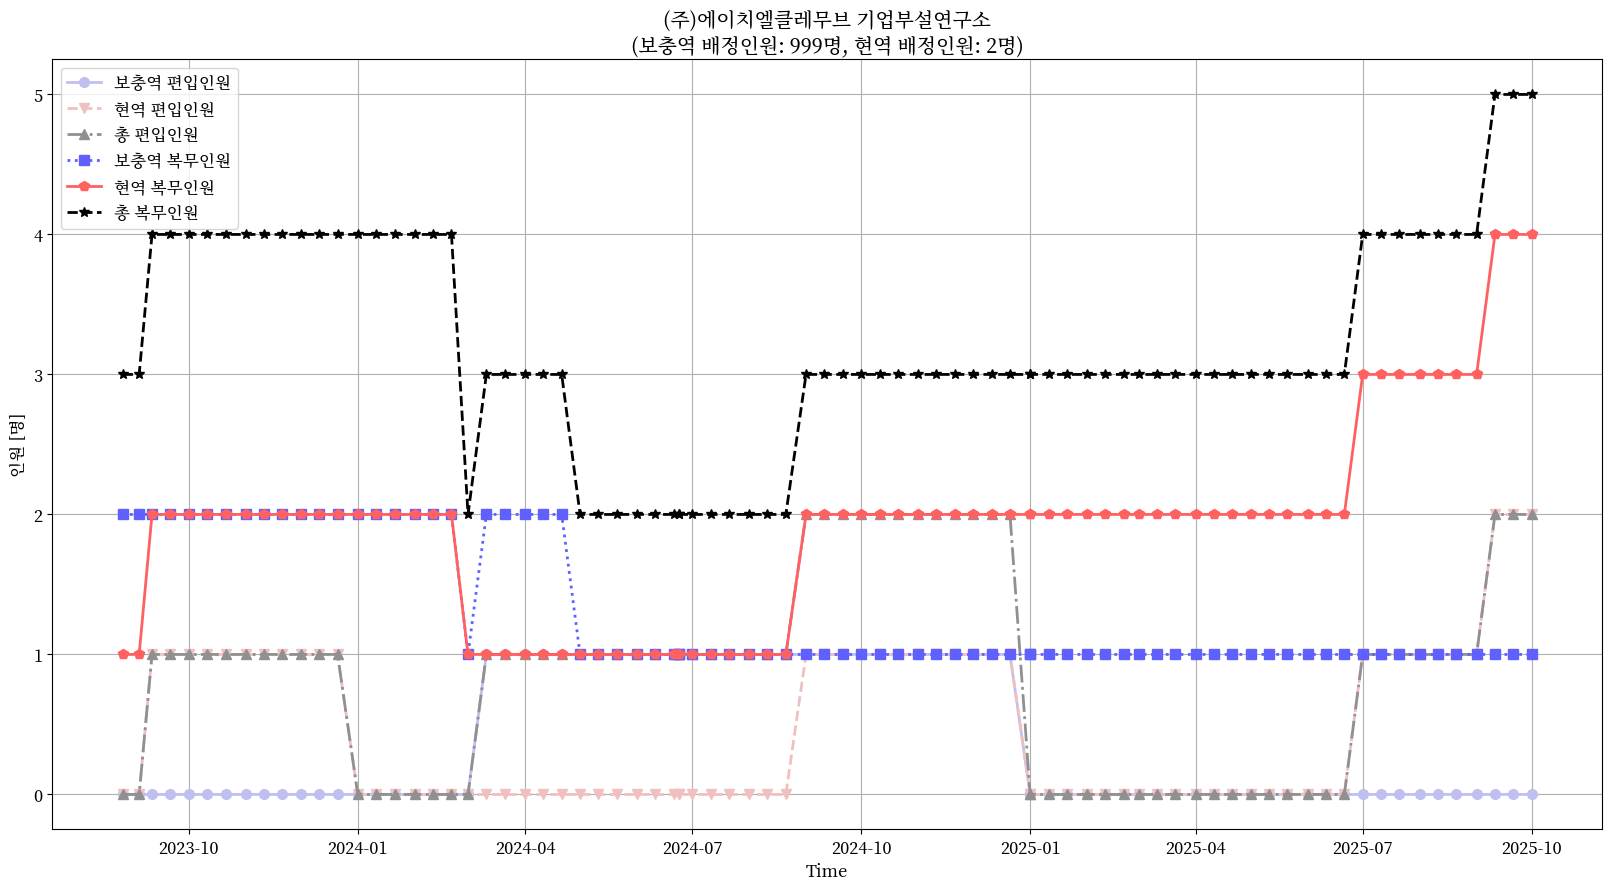 (주)에이치엘클레무브 기업부설연구소
(보충역 배정인원: 999명, 현역 배정인원: 2명)
보충역 편입인원
현역 편입인원
총 편입인원
보충역 복무인원
현역 복무인원
총 복무인원
5
4
3
2
1
0
인원 [명]
2023-10
2024-01
2024-04
2024-07
2024-10
2025-01
2025-04
2025-07
2025-10
Time